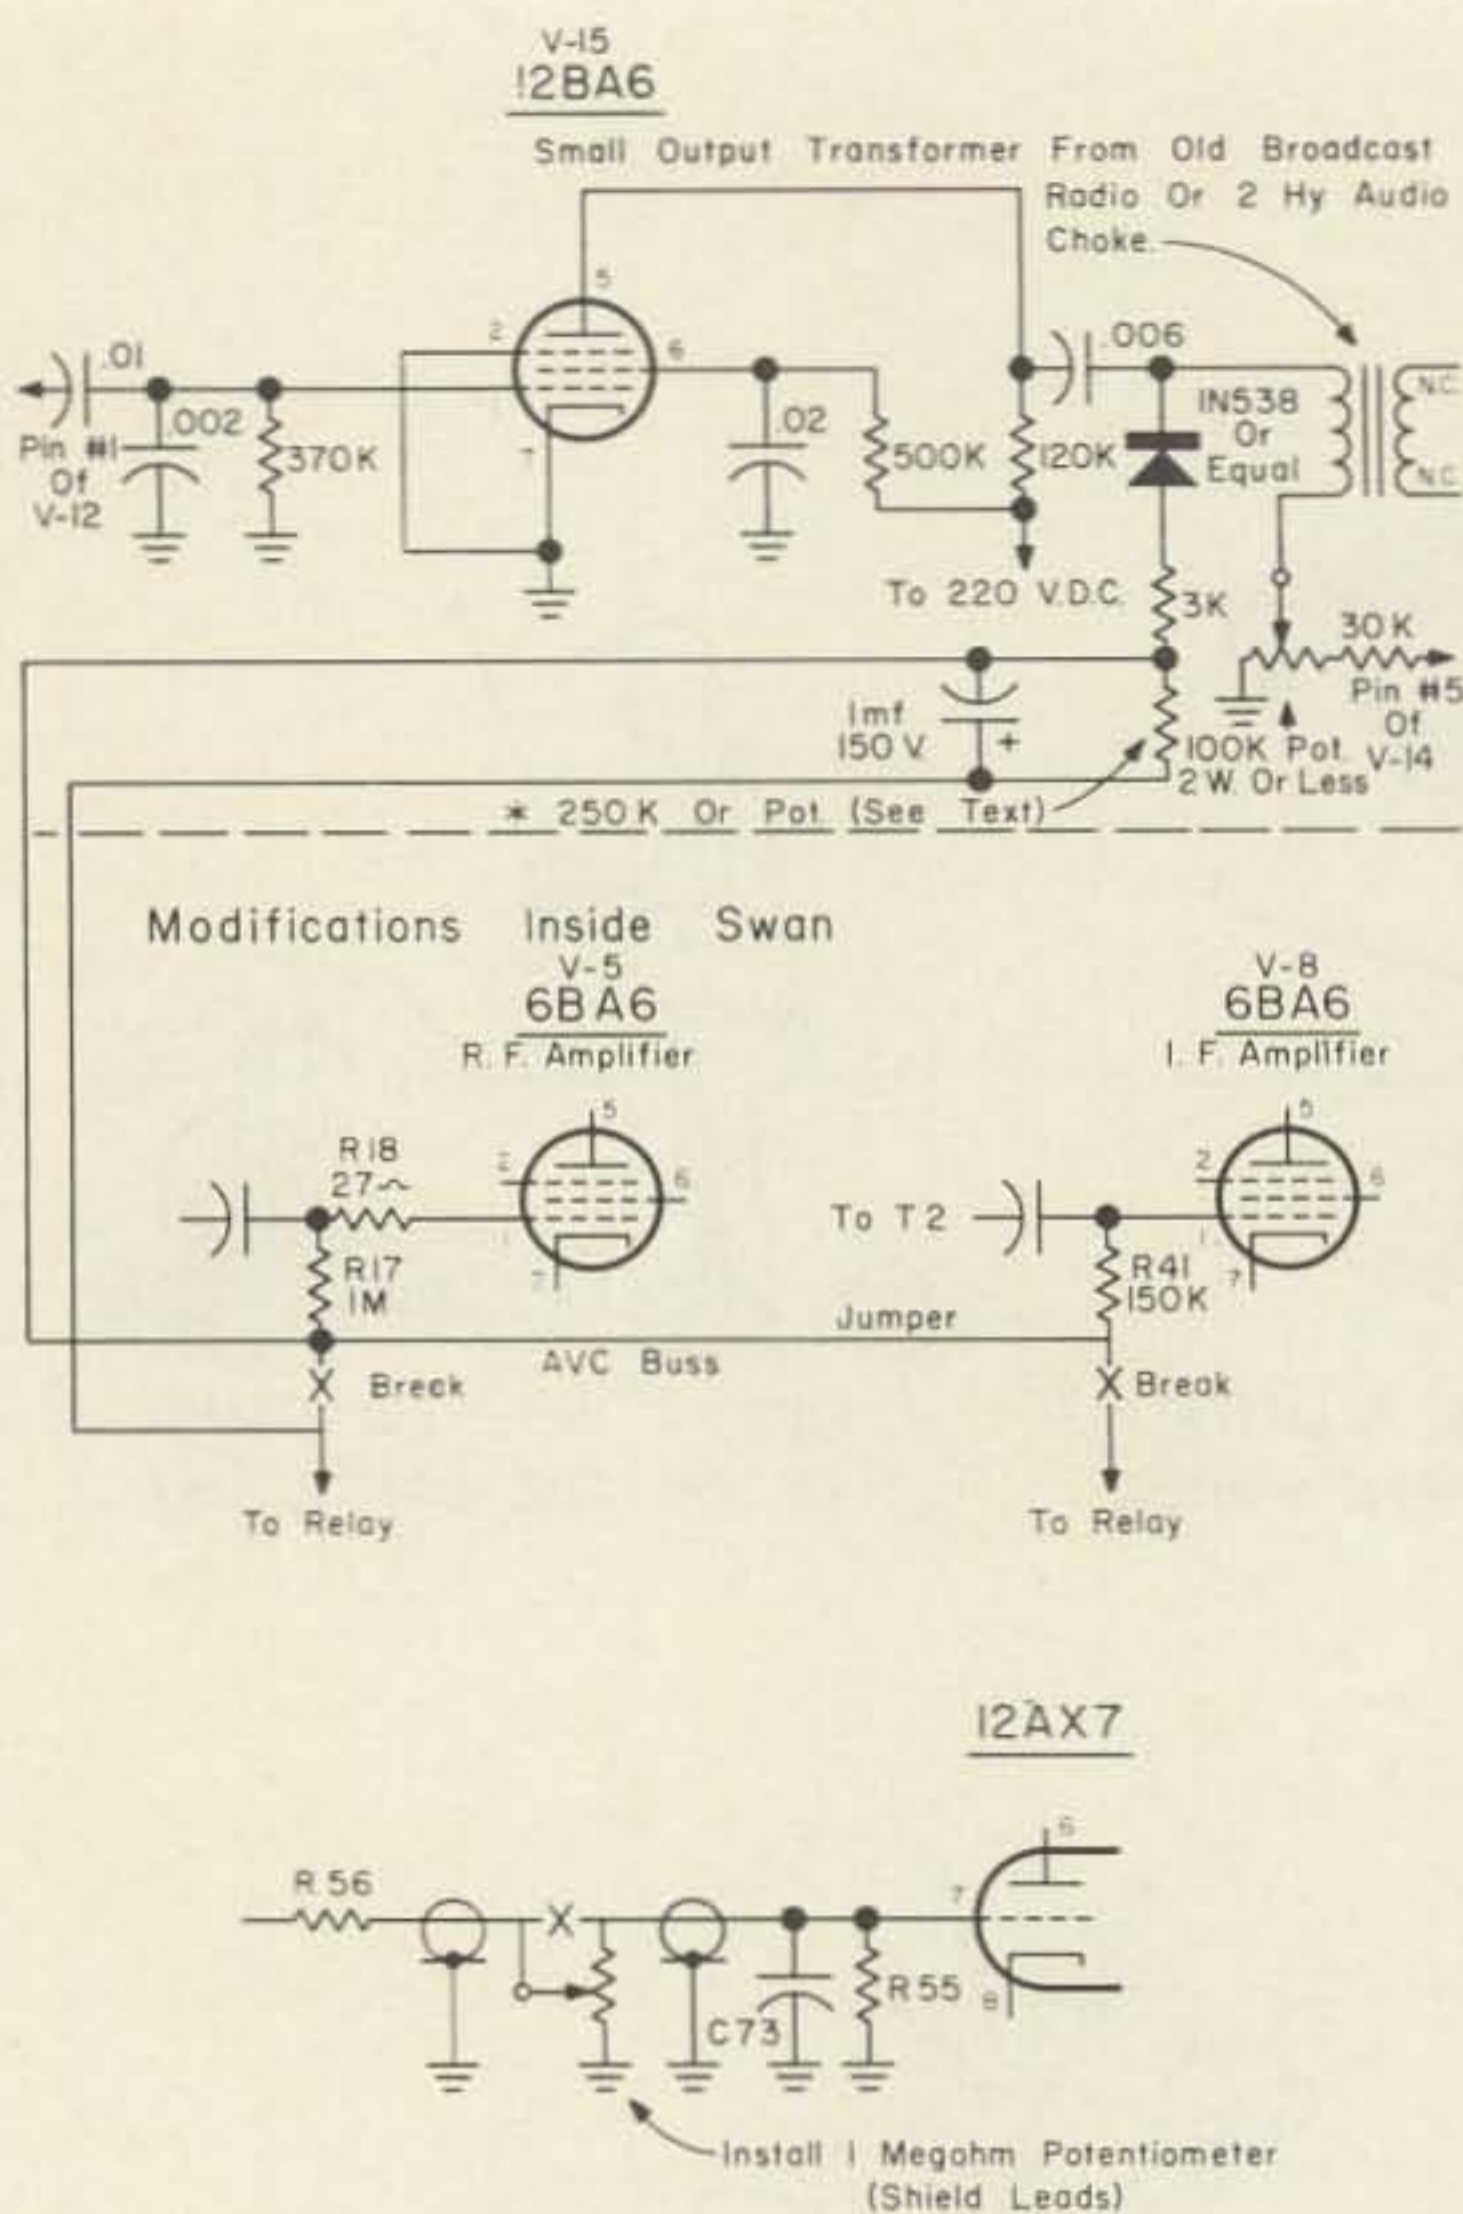 V-15
12BA6
Small Output Transformer From Old Broadcast
Radio Or 2 Hy Audio
Choke.
5
2
6
1
7
.01
.002
Pin #1
Of
V-12
370K
.02
500K
120K
.006
1N538
Or
Equal
N.C.
N.C.
To 220 V.D.C.
3K
30K
Pin #5
Of
V-14
1mf
150 V.
+
100K Pot.
2 W. Or Less
* 250K Or Pot. (See Text)
Modifications Inside Swan
V-5
6BA6
R. F. Amplifier
V-8
6BA6
I. F. Amplifier
5
2
6
1
7
R18
27~
R17
1M
To T2
5
2
6
1
7
R41
150K
Jumper
AVC Buss
X Break
X Break
To Relay
To Relay
12AX7
6
7
8
R 56
X
C73
R55
Install 1 Megohm Potentiometer
(Shield Leads)